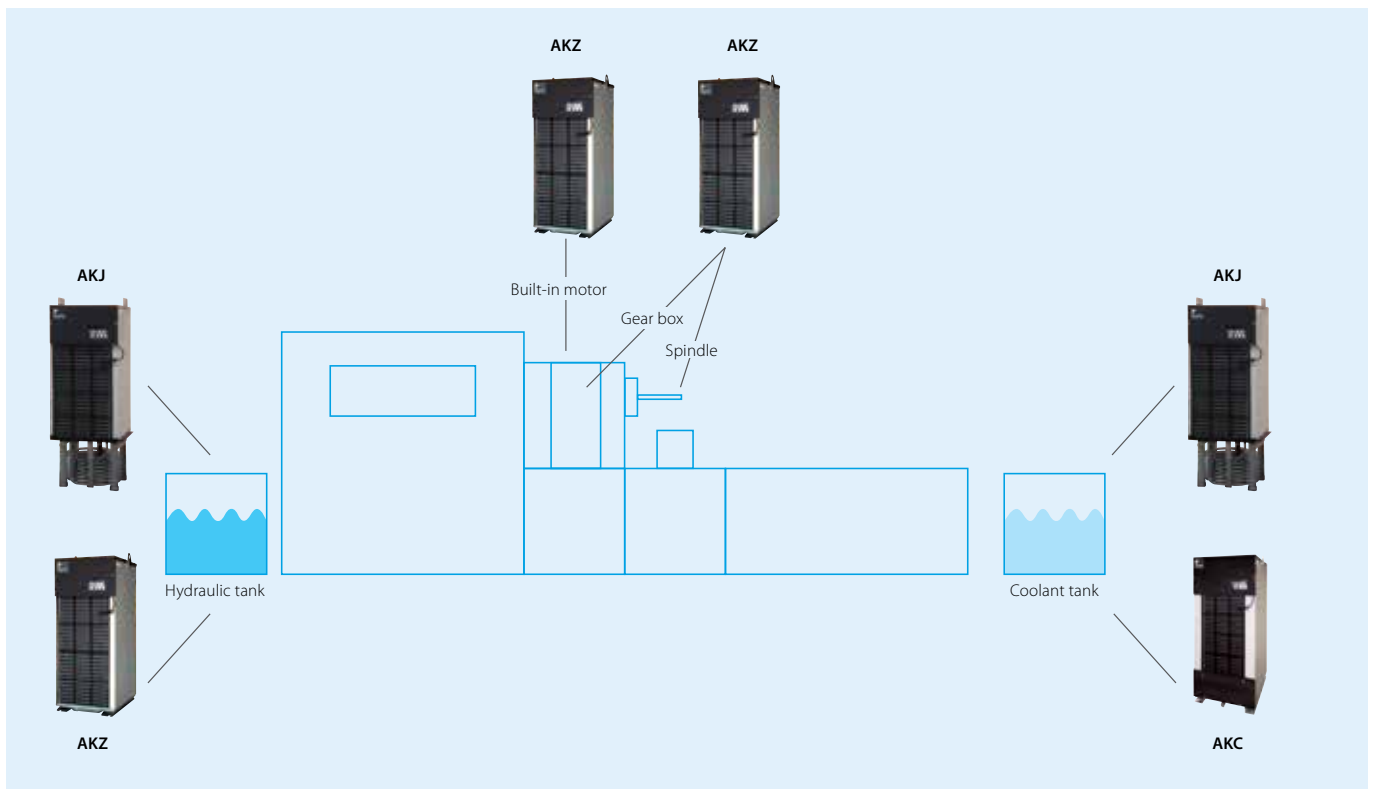 AKZ
AKZ
Built-in motor
Gear box
Spindle
AKJ
AKJ
Hydraulic tank
Coolant tank
AKZ
AKC